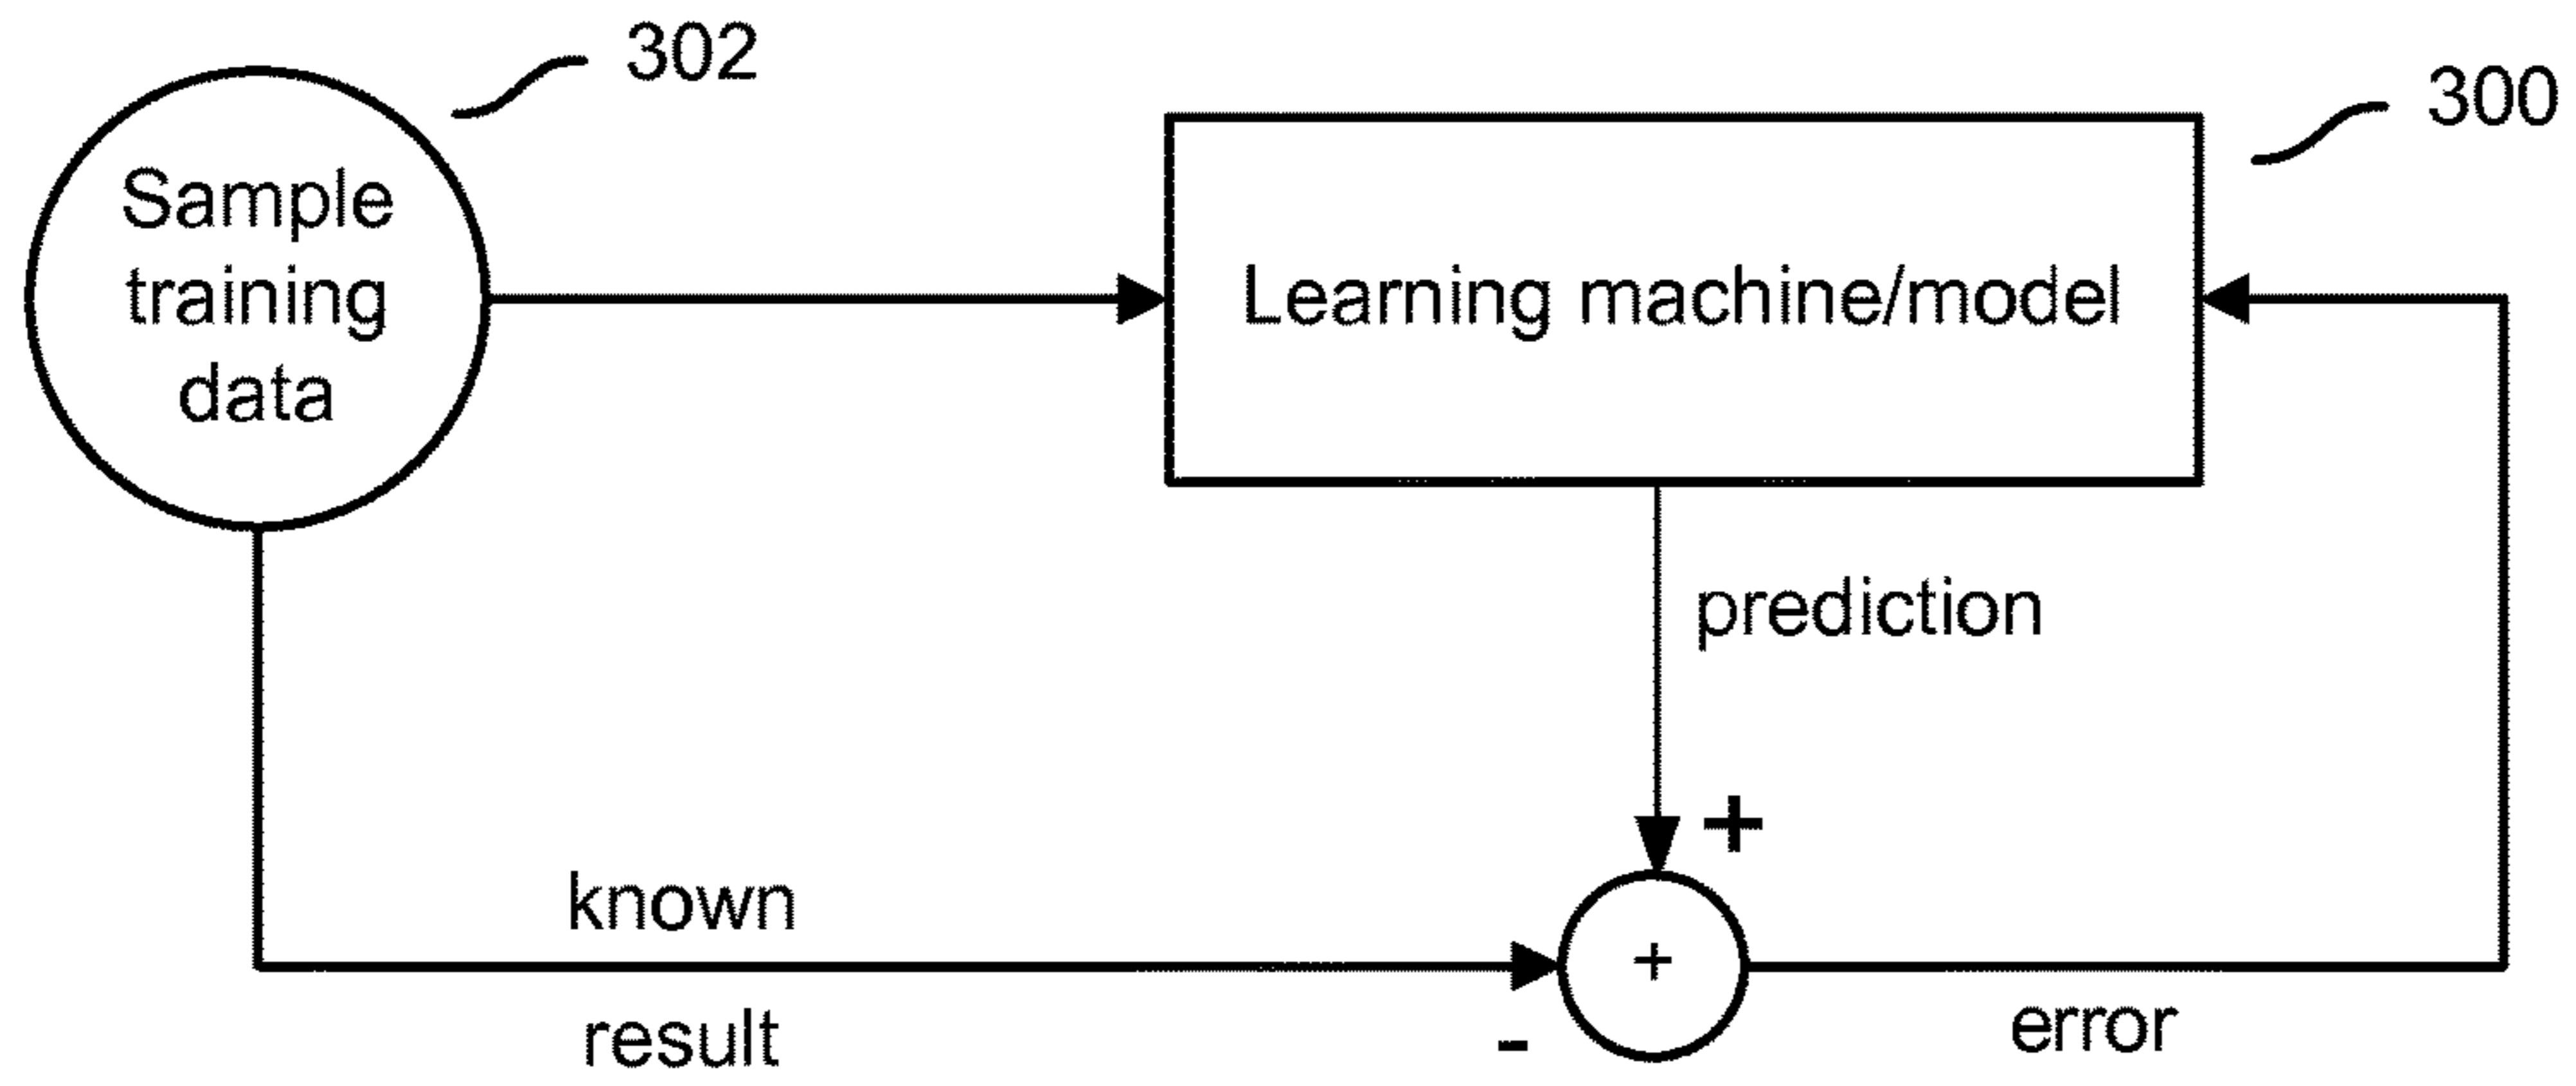 302
300
Sample
training
data
Learning machine/model
prediction
+
known
+
result
-
error